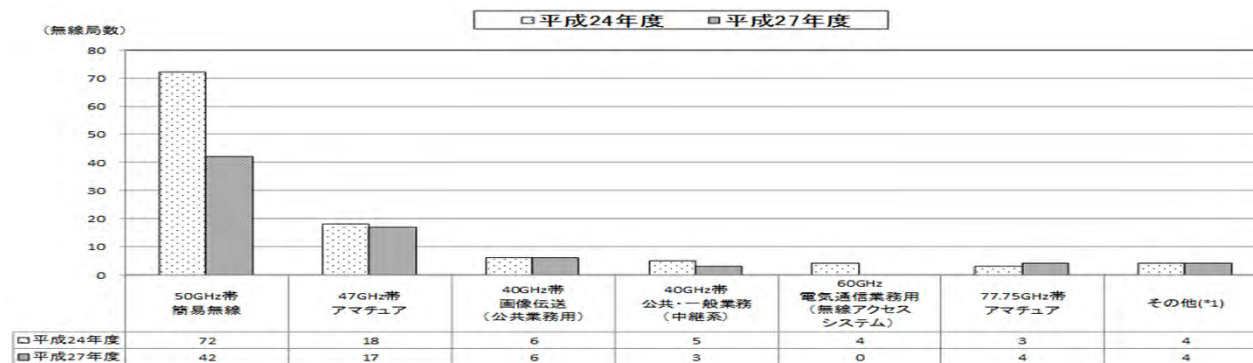 平成24年度 平成27年度
(無線局数)
80
70
60
50
40
30
20
10
0
50GHz帯
簡易無線
47GHz帯
アマチュア
40GHz帯
画像伝送
(公共業務用)
40GHz帯
公共・一般業務
(中継系)
60GHz
電気通信業務用
(無線アクセス
システム)
77.75GHz帯
アマチュア
その他(*1)
平成24年度 72 18 6 5 4 3 4
平成27年度 42 17 6 3 0 4 4